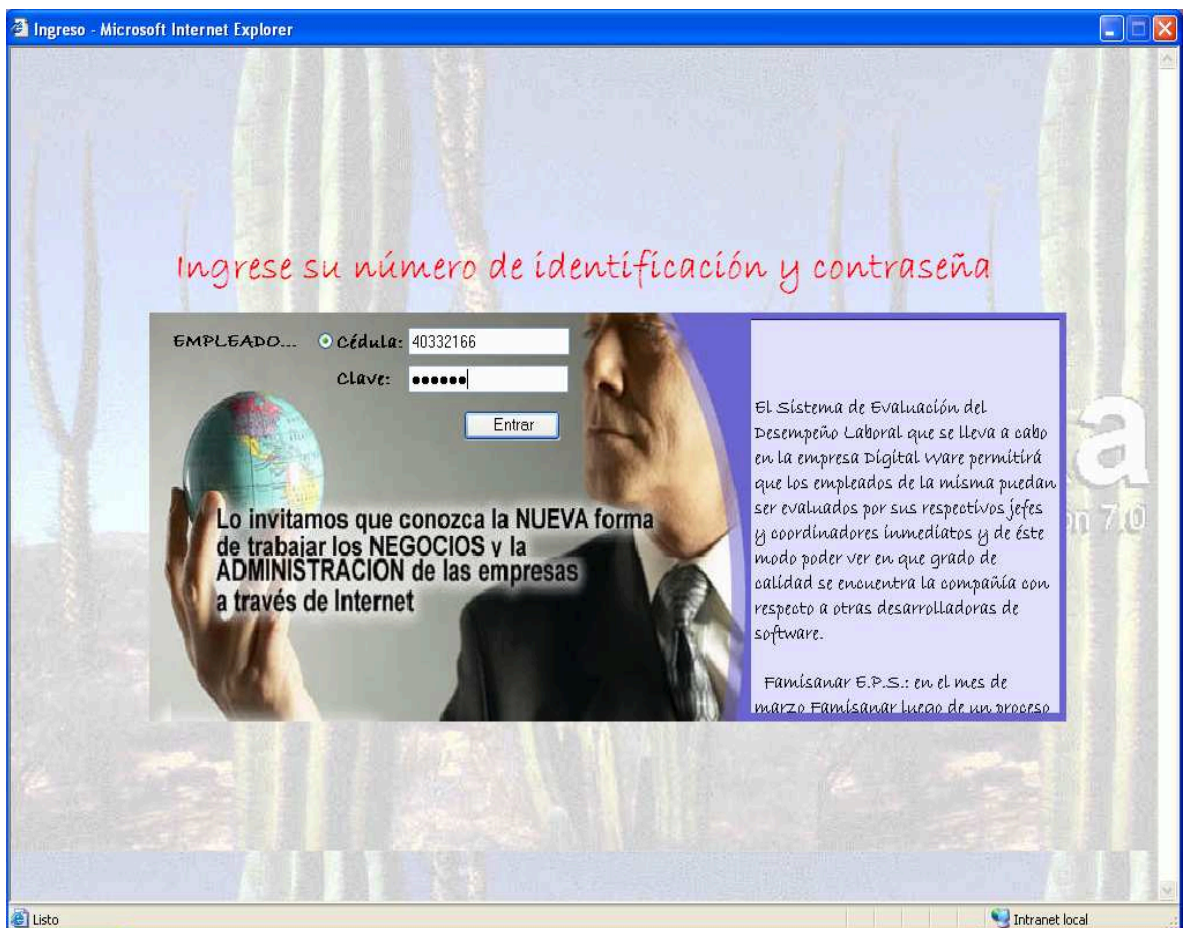 Ingreso - Microsoft Internet Explorer
Ingrese su número de identificación y contraseña
EMPLEADO... Cédula: 40332166
Clave: ●●●●●●
Entrar
Lo invitamos que conozca la NUEVA forma
de trabajar los NEGOCIOS y la
ADMINISTRACION de las empresas
a través de Internet
El Sistema de Evaluación del
Desempeño Laboral que se lleva a cabo
en la empresa Digital Ware permitirá
que los empleados de la misma puedan
ser evaluados por sus respectivos jefes
y coordinadores inmediatos y de éste
modo poder ver en que grado de
calidad se encuentra la compañía con
respecto a otras desarrolladoras de
software.
Famisanar E.P.S.: en el mes de
marzo Famisanar luego de un proceso
a
n 7.0
Listo
Intranet local